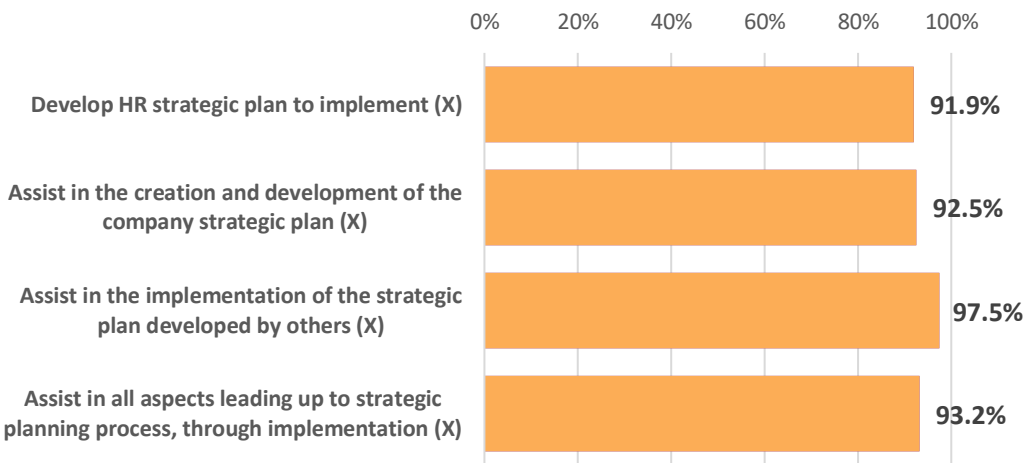 0% 20% 40% 60% 80% 100%
Develop HR strategic plan to implement (X)
91.9%
Assist in the creation and development of the
company strategic plan (X)
92.5%
Assist in the implementation of the strategic
plan developed by others (X)
97.5%
Assist in all aspects leading up to strategic
planning process, through implementation (X)
93.2%